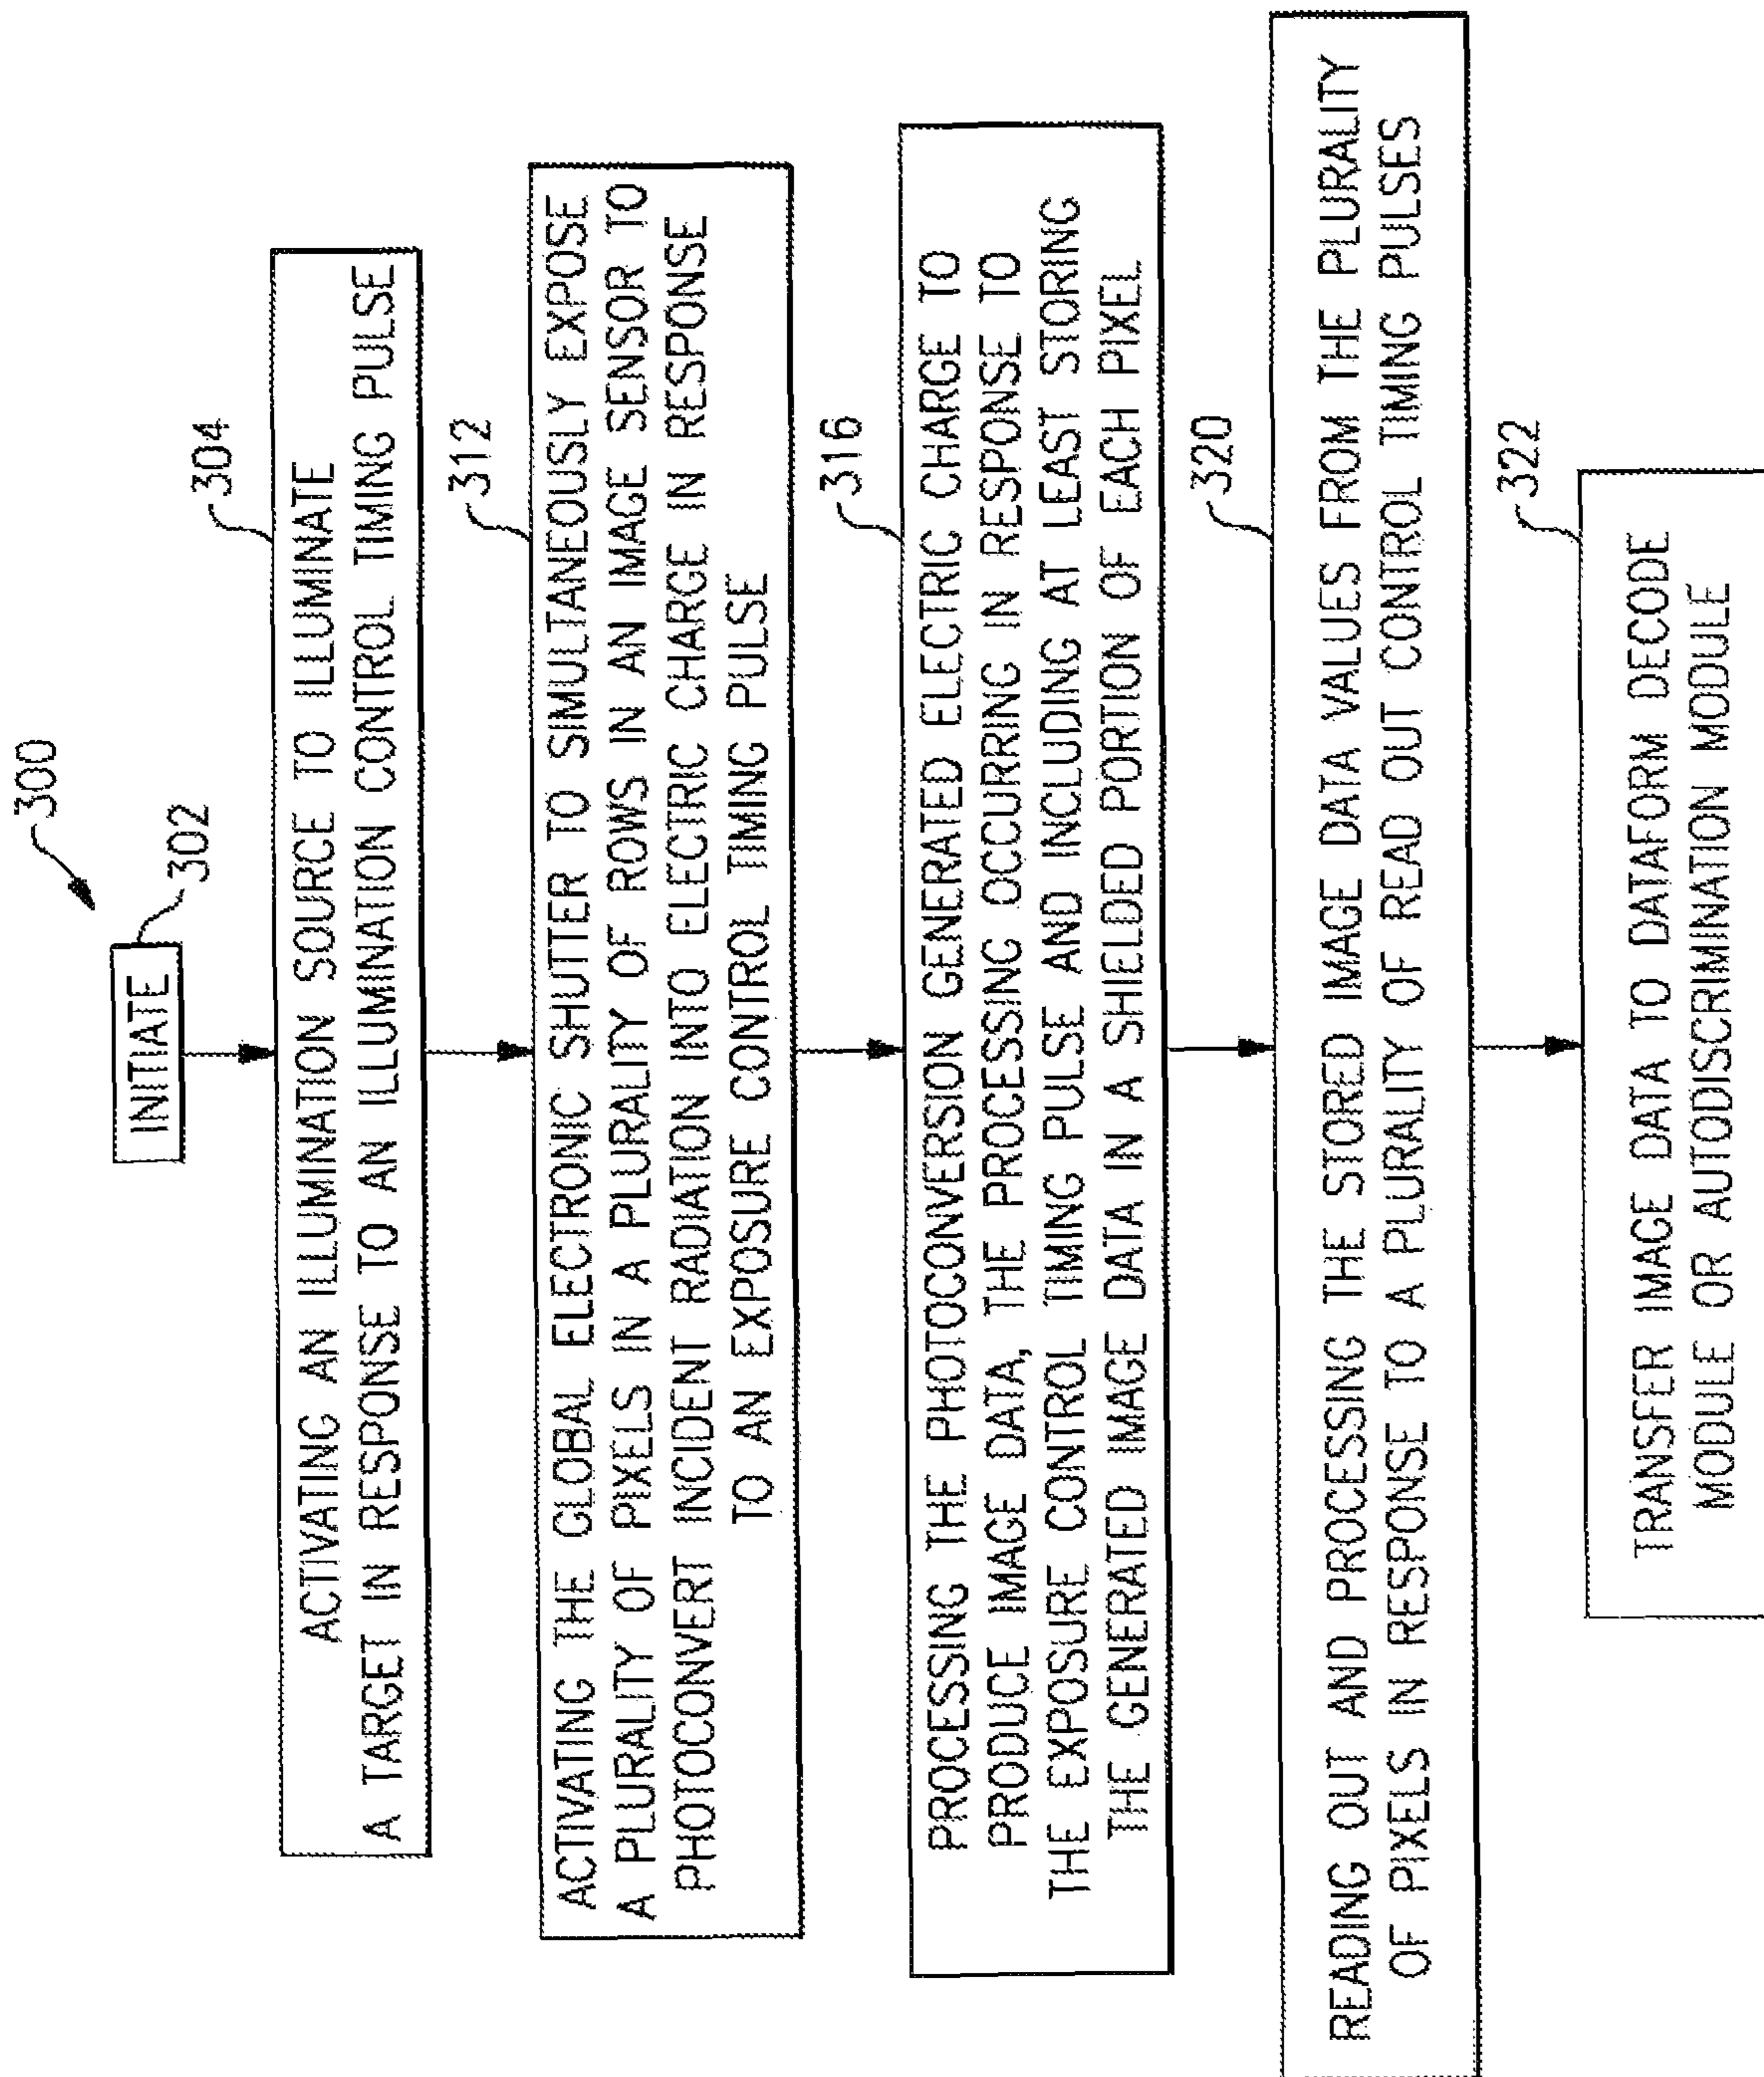 300
INITIATE
302
304
ACTIVATING AN ILLUMINATION SOURCE TO ILLUMINATE
A TARGET IN RESPONSE TO AN ILLUMINATION CONTROL TIMING PULSE
312
ACTIVATING THE GLOBAL ELECTRONIC SHUTTER TO SIMULTANEOUSLY EXPOSE
A PLURALITY OF PIXELS IN A PLURALITY OF ROWS IN AN IMAGE SENSOR TO
PHOTOCONVERT INCIDENT RADIATION INTO ELECTRIC CHARGE IN RESPONSE
TO AN EXPOSURE CONTROL TIMING PULSE
316
PROCESSING THE PHOTOCONVERSION GENERATED ELECTRIC CHARGE TO
PRODUCE IMAGE DATA, THE PROCESSING OCCURRING IN RESPONSE TO
THE EXPOSURE CONTROL TIMING PULSE AND INCLUDING AT LEAST STORING
THE GENERATED IMAGE DATA IN A SHIELDED PORTION OF EACH PIXEL
320
READING OUT AND PROCESSING THE STORED IMAGE DATA VALUES FROM THE PLURALITY
OF PIXELS IN RESPONSE TO A PLURALITY OF READ OUT CONTROL TIMING PULSES
322
TRANSFER IMAGE DATA TO DATAFORM DECODE
MODULE OR AUTODISCRIMINATION MODULE